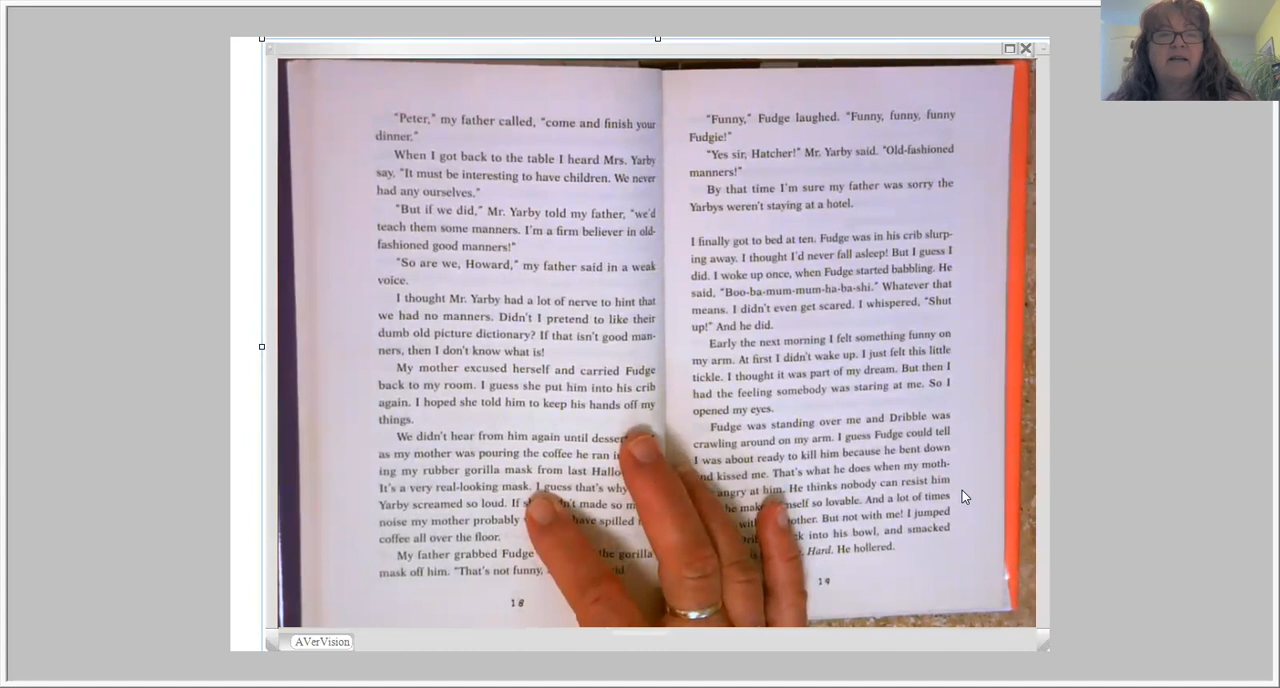 "Peter," my father called, "come and finish your
dinner."
When I got back to the table I heard Mrs. Yarby
say, "It must be interesting to have children. We never
had any ourselves."
"But if we did," Mr. Yarby told my father, "we'd
teach them some manners. I'm a firm believer in old-
fashioned good manners!"
"So are we, Howard," my father said in a weak
voice.
I thought Mr. Yarby had a lot of nerve to hint that
we had no manners. Didn't I pretend to like their
dumb old picture dictionary? If that isn't good man-
ners, then I don't know what is!
My mother excused herself and carried Fudge
back to my room. I guess she put him into his crib
again. I hoped she told him to keep his hands off my
things.
We didn't hear from him again until
as my mother was pouring the coffee he ran
ing my rubber gorilla mask from last
It's a very real-looking mask. I guess that's why
Yarby screamed so loud. If made so
noise my mother probably have spilled
coffee all over the floor.
My father grabbed Fudge the gorilla
mask off him. "That's not funny,
18
"Funny," Fudge laughed. "Funny, funny, funny
Fudgie!"
"Yes sir, Hatcher!" Mr. Yarby said. "Old-fashioned
manners!"
By that time I'm sure my father was sorry the
Yarbys weren't staying at a hotel.
I finally got to bed at ten. Fudge was in his crib slurp-
ing away. I thought I'd never fall asleep! But I guess I
did. I woke up once, when Fudge started babbling. He
said, "Boo-ba-mum-mum-ha-ba-shi." Whatever that
means. I didn't even get scared. I whispered, "Shut
up!" And he did.
Early the next morning I felt something funny on
my arm. At first I didn't wake up. I just felt this little
tickle. I thought it was part of my dream. But then I
had the feeling somebody was staring at me. So I
opened my eyes.
Fudge was standing over me and Dribble was
crawling around on my arm. I guess Fudge could tell
I was about ready to kill him because he bent down
and kissed me. That's what he does when my moth-
angry at him. He thinks nobody can resist him
he himself so lovable. And a lot of times
But not with me! I jumped
into his bowl, and smacked
Hard. He hollered.
19
AVerVision